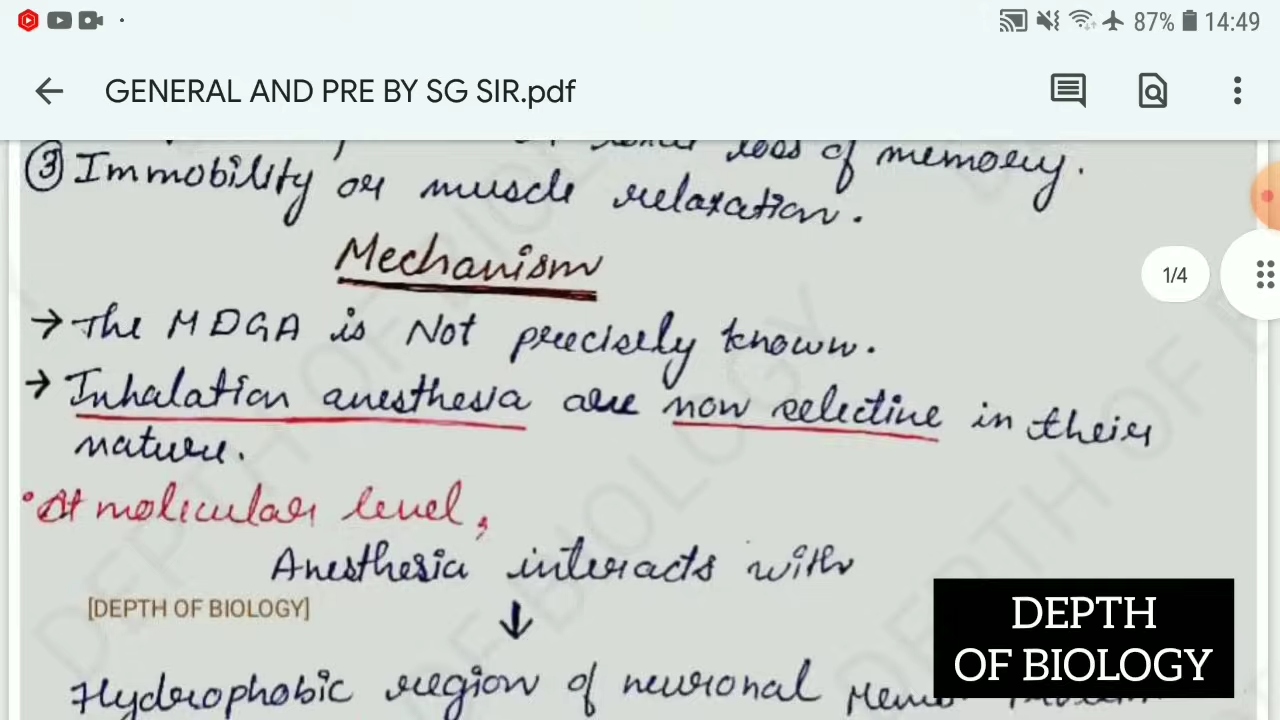 87% 14:49
GENERAL AND PRE BY SG SIR.pdf
loss of memory.
③ Immobility or muscle relaxation.
Mechanism
1/4
→ The MDGA is Not precisely known.
→ Inhalation anesthesia are now selective in their
nature.
• At molecular level,
Anesthesia interacts with
[DEPTH OF BIOLOGY]
↓
DEPTH
OF BIOLOGY
Hydrophobic region of neuronal